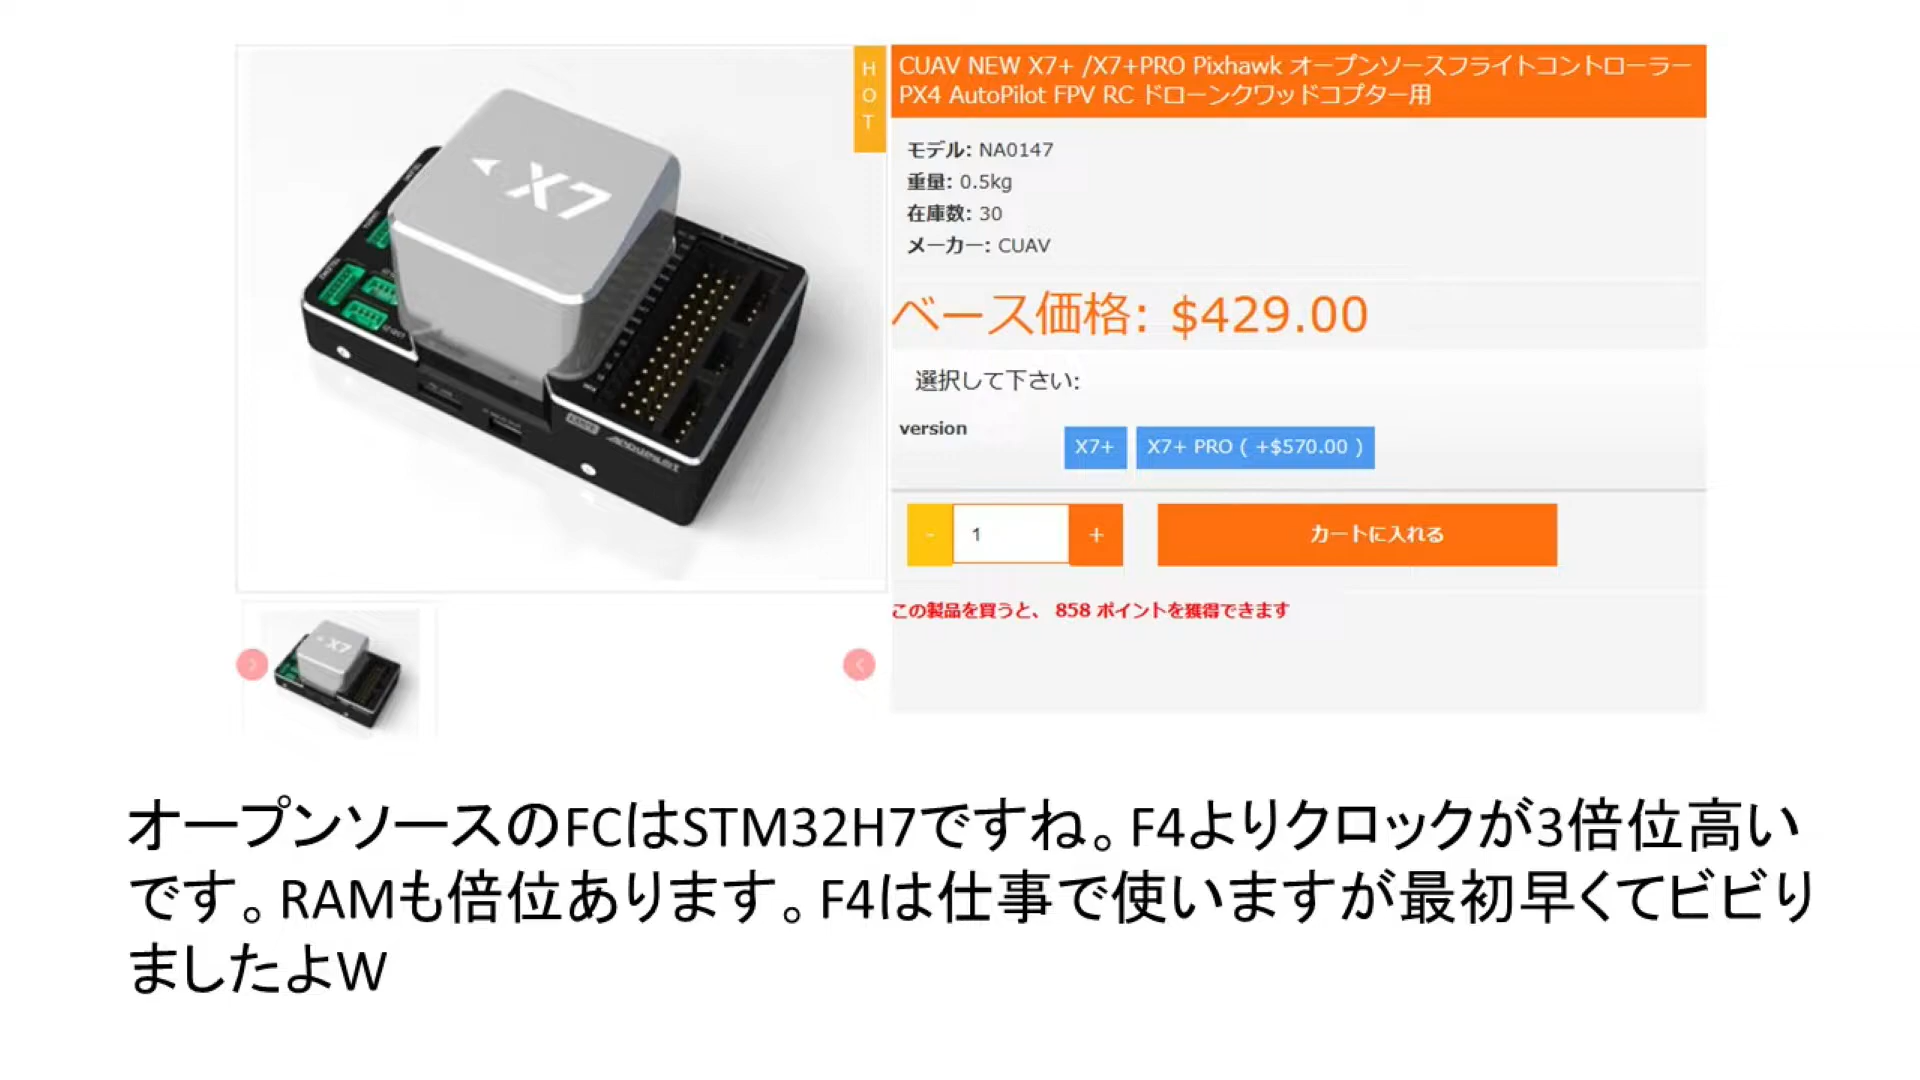 HOT
X7
CUAV NEW X7+ /X7+PRO Pixhawk オープンソースフライトコントローラー
PX4 AutoPilot FPV RC ドローンクワッドコプター用
モデル: NA0147
重量: 0.5kg
在庫数: 30
メーカー: CUAV
ベース価格: $429.00
選択して下さい:
version
X7+
X7+ PRO ( +$570.00 )
- 1 +
カートに入れる
この製品を買うと、 858 ポイントを獲得できます
X7
オープンソースのFCはSTM32H7ですね。F4よりクロックが3倍位高い
です。RAMも倍位あります。F4は仕事で使いますが最初早くてビビり
ましたよW